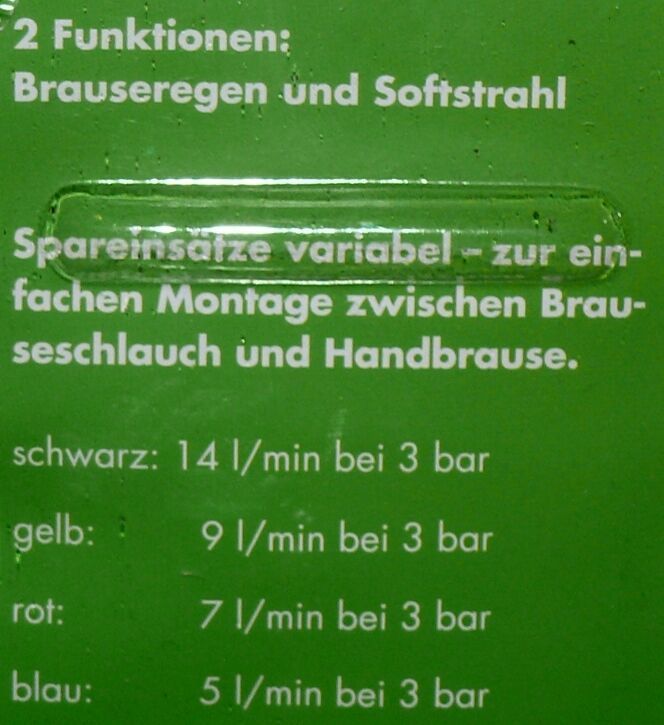 2 Funktionen:
Brauseregen und Softstrahl
Spareinsätze variabel – zur ein-
fachen Montage zwischen Brau-
seschlauch und Handbrause.
schwarz: 14 l/min bei 3 bar
gelb: 9 l/min bei 3 bar
rot: 7 l/min bei 3 bar
blau: 5 l/min bei 3 bar